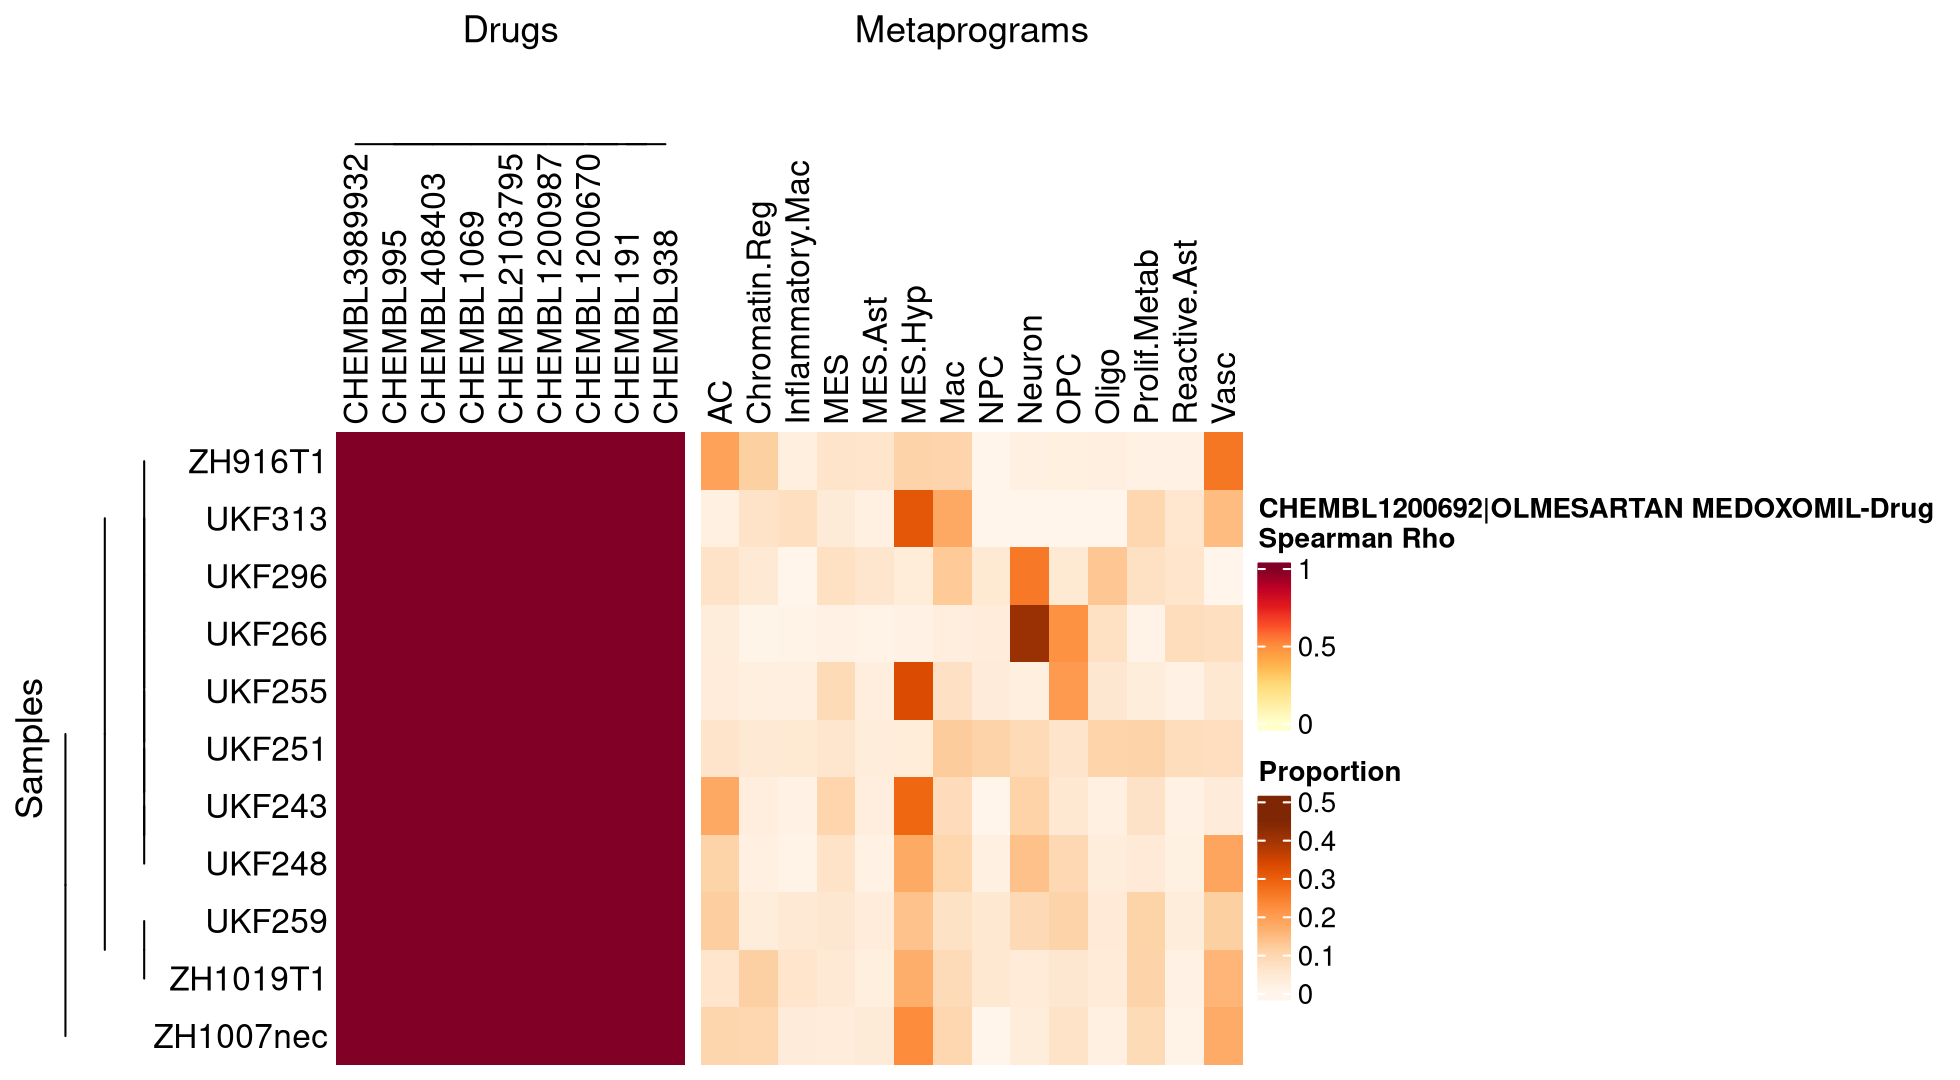 Drugs
Metaprograms
CHEMBL3989932
CHEMBL995
CHEMBL408403
CHEMBL1069
CHEMBL2103795
CHEMBL1200987
CHEMBL1200670
CHEMBL191
CHEMBL938
AC
Chromatin.Reg
Inflammatory.Mac
MES
MES.Ast
MES.Hyp
Mac
NPC
Neuron
OPC
Oligo
Prolif.Metab
Reactive.Ast
Vasc
Samples
ZH916T1
UKF313
UKF296
UKF266
UKF255
UKF251
UKF243
UKF248
UKF259
ZH1019T1
ZH1007nec
CHEMBL1200692|OLMESARTAN MEDOXOMIL-Drug
Spearman Rho
1
0.5
0
Proportion
0.5
0.4
0.3
0.2
0.1
0